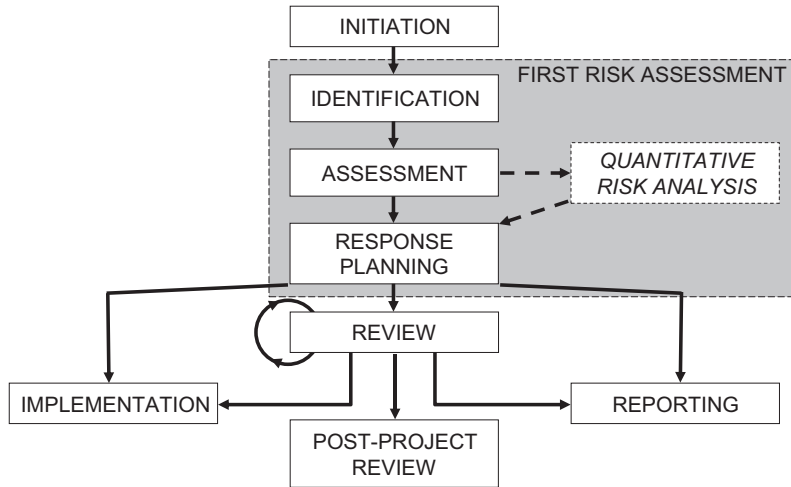 INITIATION
FIRST RISK ASSESSMENT
IDENTIFICATION
ASSESSMENT
QUANTITATIVE
RISK ANALYSIS
RESPONSE
PLANNING
REVIEW
IMPLEMENTATION
REPORTING
POST-PROJECT
REVIEW